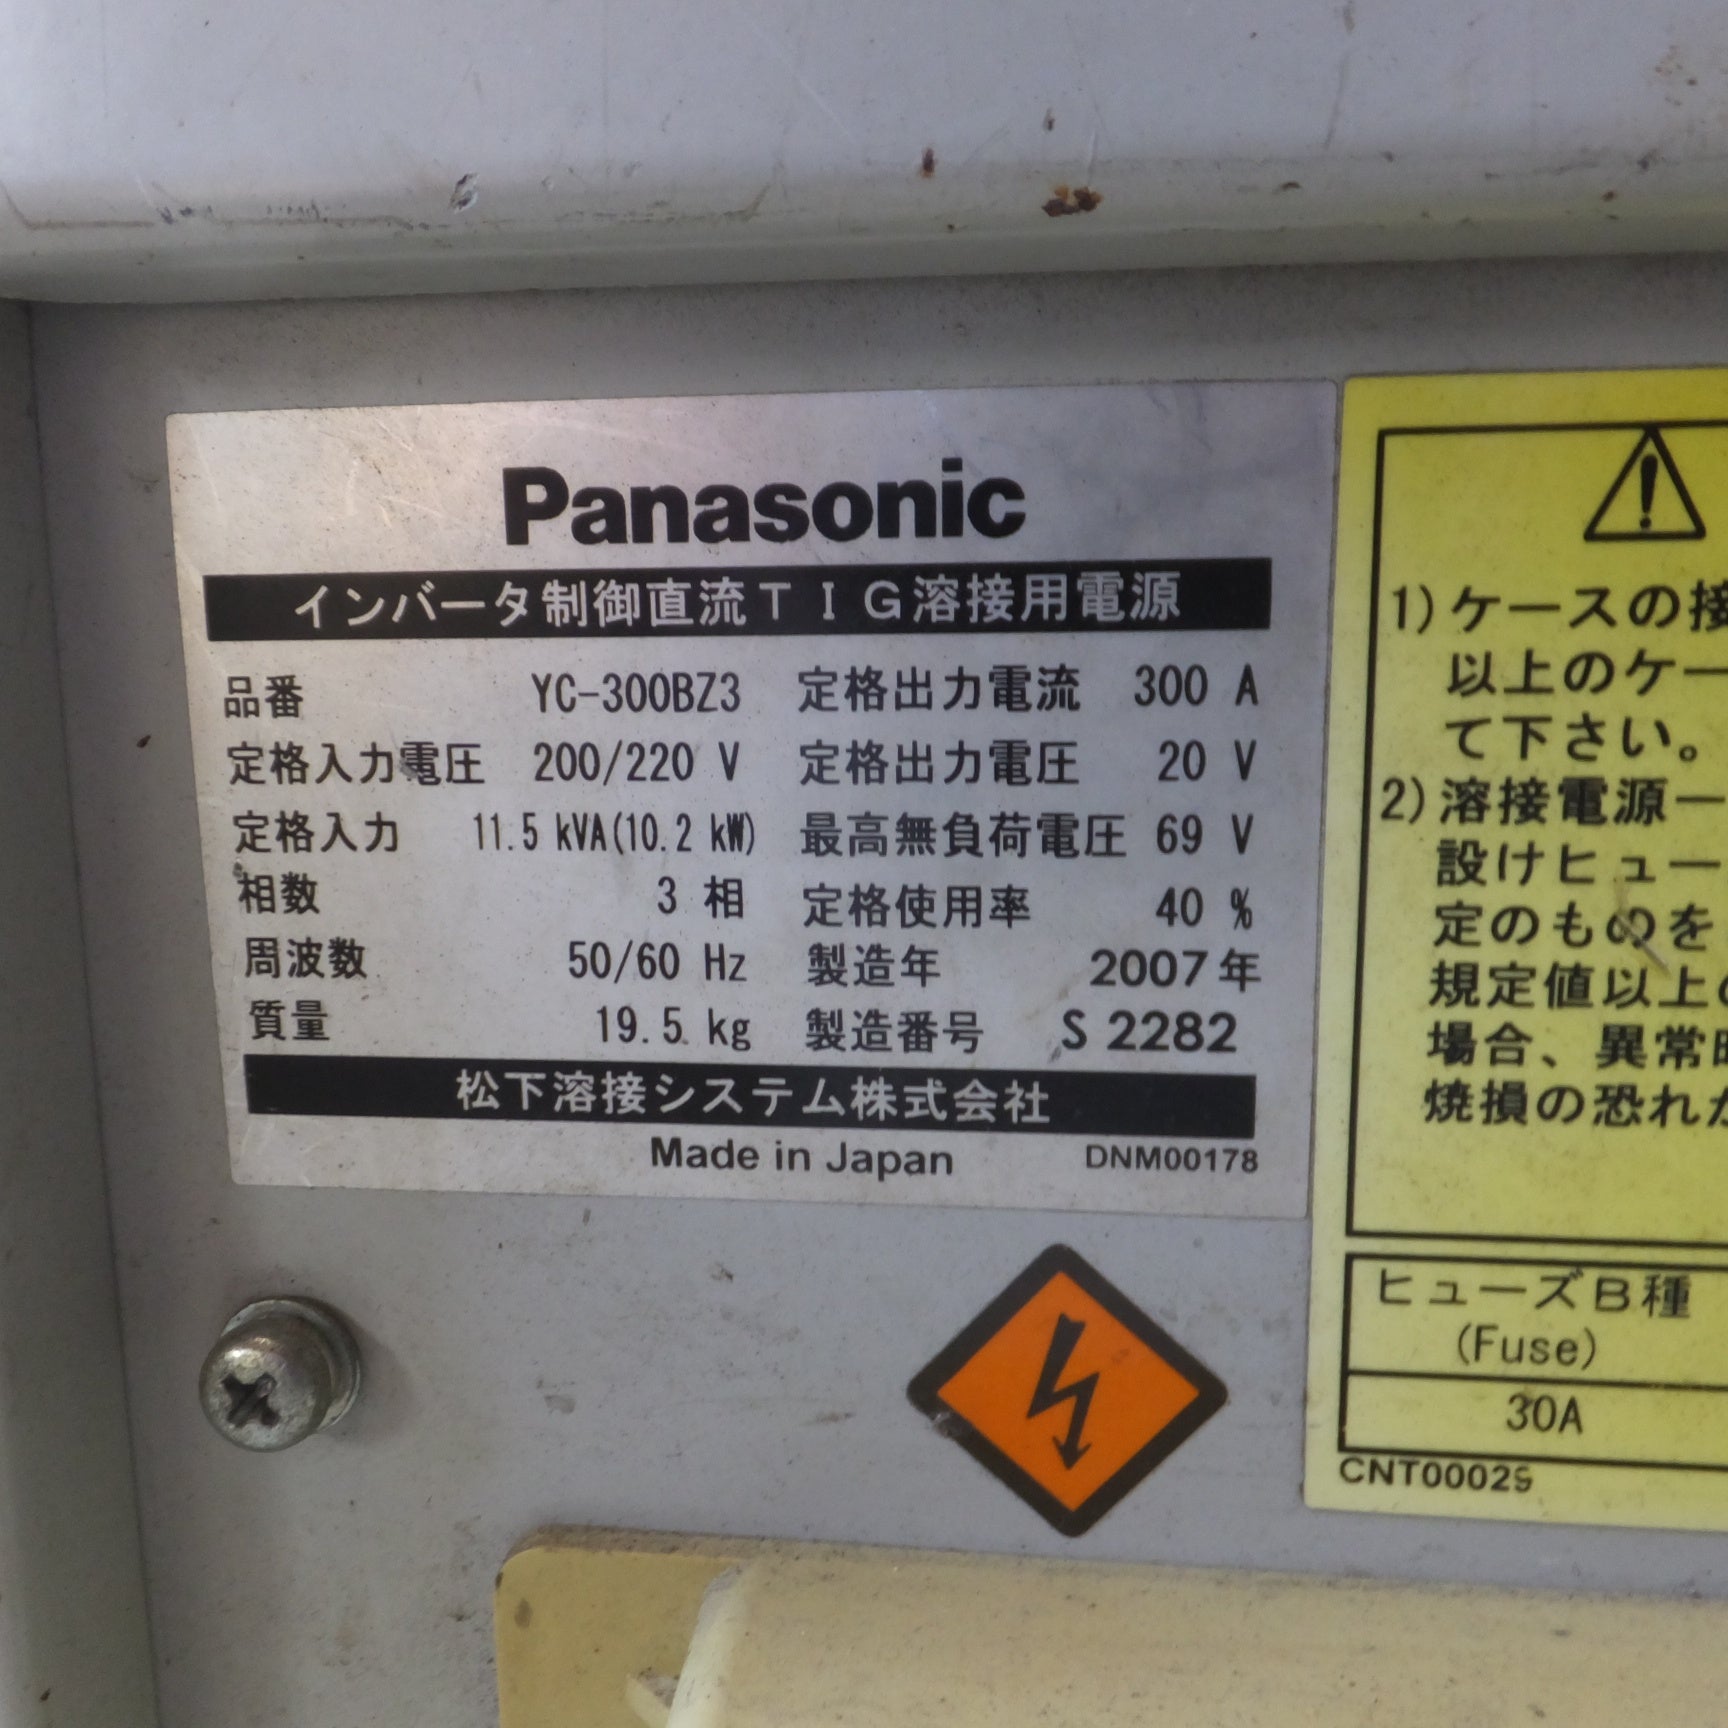 Panasonic
インバータ制御直流TIG溶接用電源
品番 YC-300BZ3 定格出力電流 300 A
定格入力電圧 200/220 V 定格出力電圧 20 V
定格入力 11.5 kVA(10.2 kW) 最高無負荷電圧 69 V
相数 3 相 定格使用率 40 %
周波数 50/60 Hz 製造年 2007年
質量 19.5 kg 製造番号 S 2282
松下溶接システム株式会社
Made in Japan DNM00178
1)ケースの接
以上のケー
て下さい。
2)溶接電源一
設けヒュー
定のものを
規定値以上の
場合、異常時
焼損の恐れが
ヒューズB種
(Fuse)
30A
CNT00029